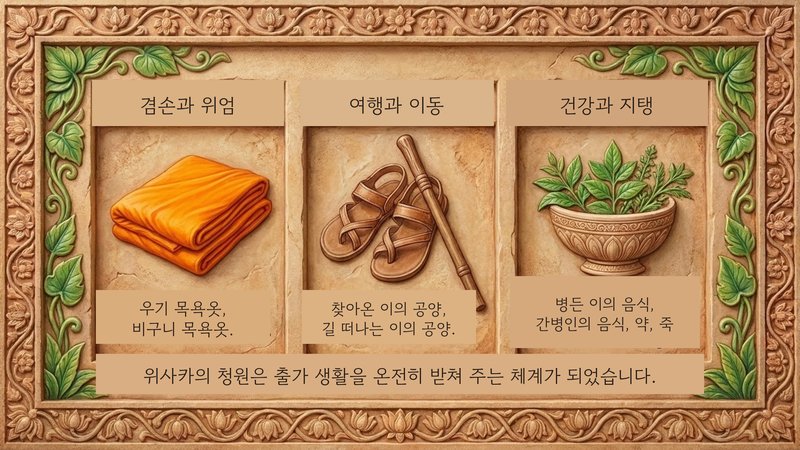 겸손과 위엄
여행과 이동
건강과 지탱
우기 목욕옷,
비구니 목욕옷.
찾아온 이의 공양,
길 떠나는 이의 공양.
병든 이의 음식,
간병인의 음식, 약, 죽
위사카의 청원은 출가 생활을 온전히 받쳐 주는 체계가 되었습니다.